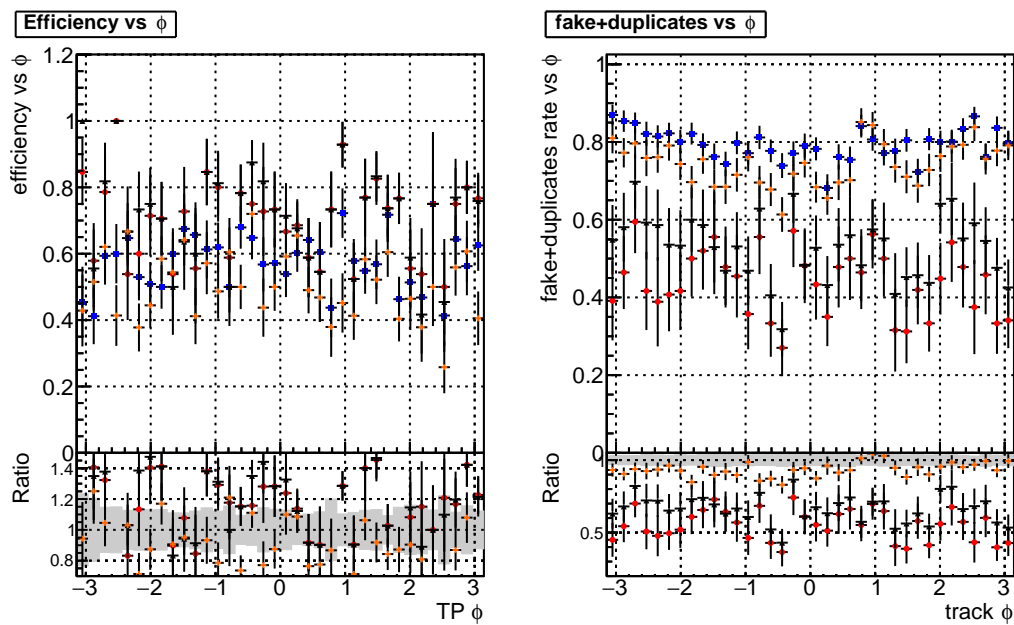 Efficiency vs ϕ
efficiency vs ϕ
1.2
1
0.8
0.6
0.4
0.2
0
Ratio
1.4
1.2
1
0.8
−3 −2 −1 0 1 2 3
TP ϕ
fake+duplicates vs ϕ
fake+duplicates rate vs ϕ
1
0.8
0.6
0.4
0.2
0
Ratio
0.5
−3 −2 −1 0 1 2 3
track ϕ